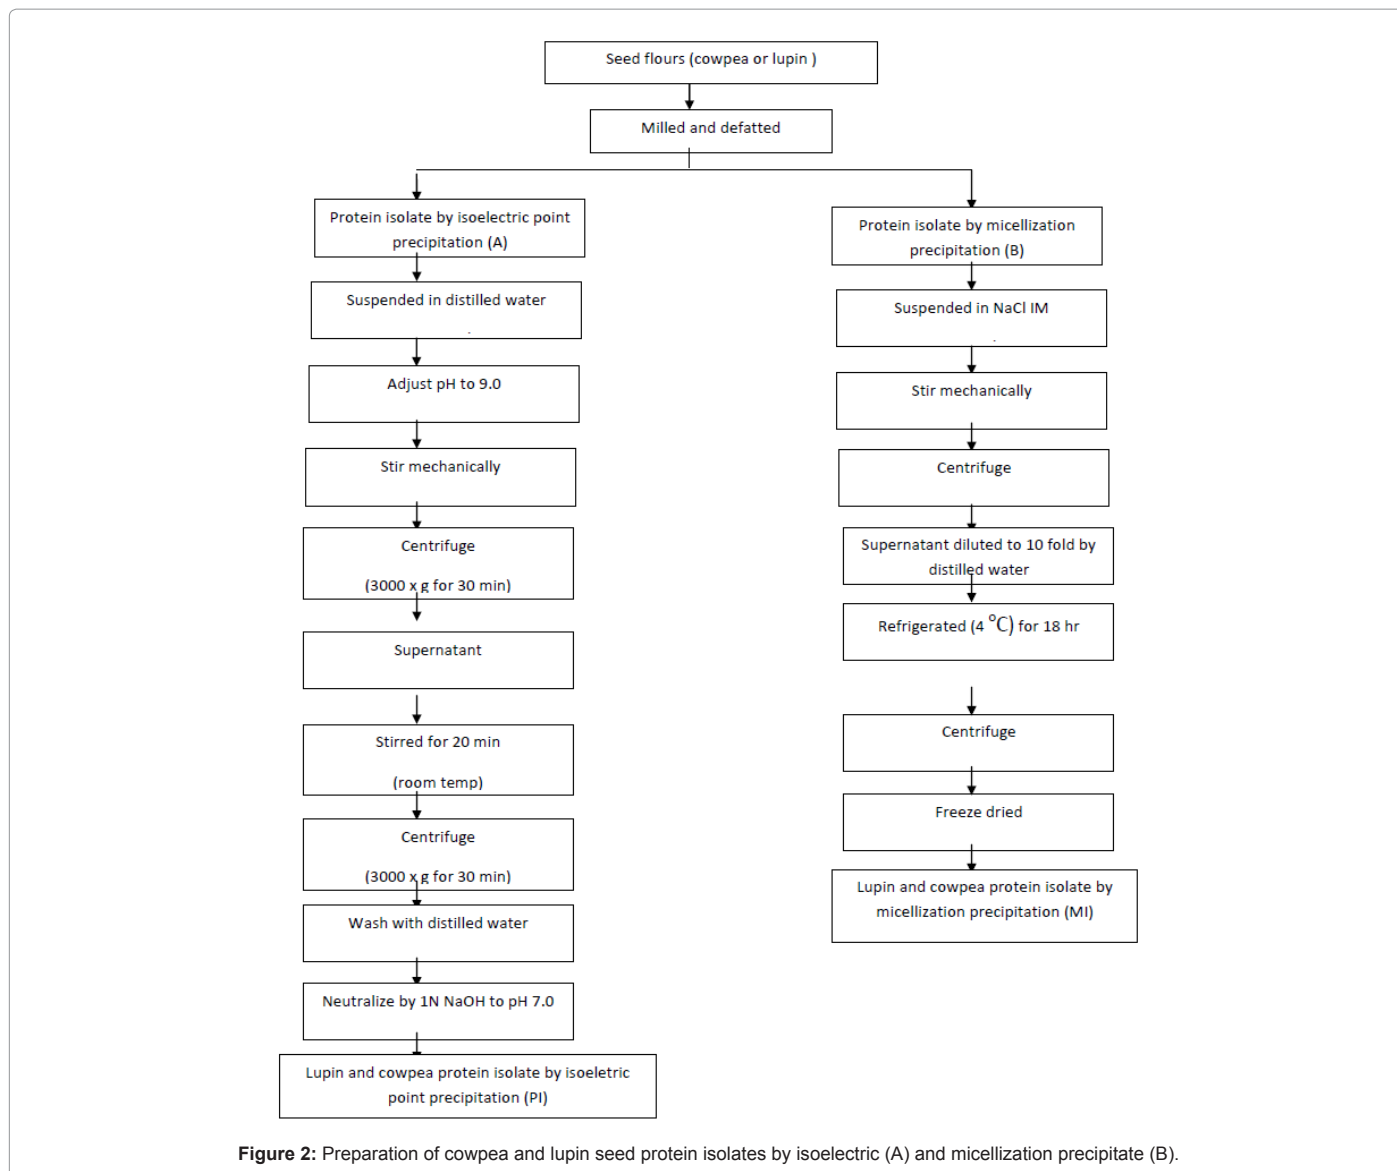 Seed flours (cowpea or lupin )
Milled and defatted
Protein isolate by isoelectric point
precipitation (A)
Suspended in distilled water
Adjust pH to 9.0
Stir mechanically
Centrifuge
(3000 x g for 30 min)
Supernatant
Stirred for 20 min
(room temp)
Centrifuge
(3000 x g for 30 min)
Wash with distilled water
Neutralize by 1N NaOH to pH 7.0
Lupin and cowpea protein isolate by isoeletric
point precipitation (PI)
Protein isolate by micellization
precipitation (B)
Suspended in NaCl IM
Stir mechanically
Centrifuge
Supernatant diluted to 10 fold by
distilled water
Refrigerated (4 °C) for 18 hr
Centrifuge
Freeze dried
Lupin and cowpea protein isolate by
micellization precipitation (MI)
Figure 2: Preparation of cowpea and lupin seed protein isolates by isoelectric (A) and micellization precipitate (B).